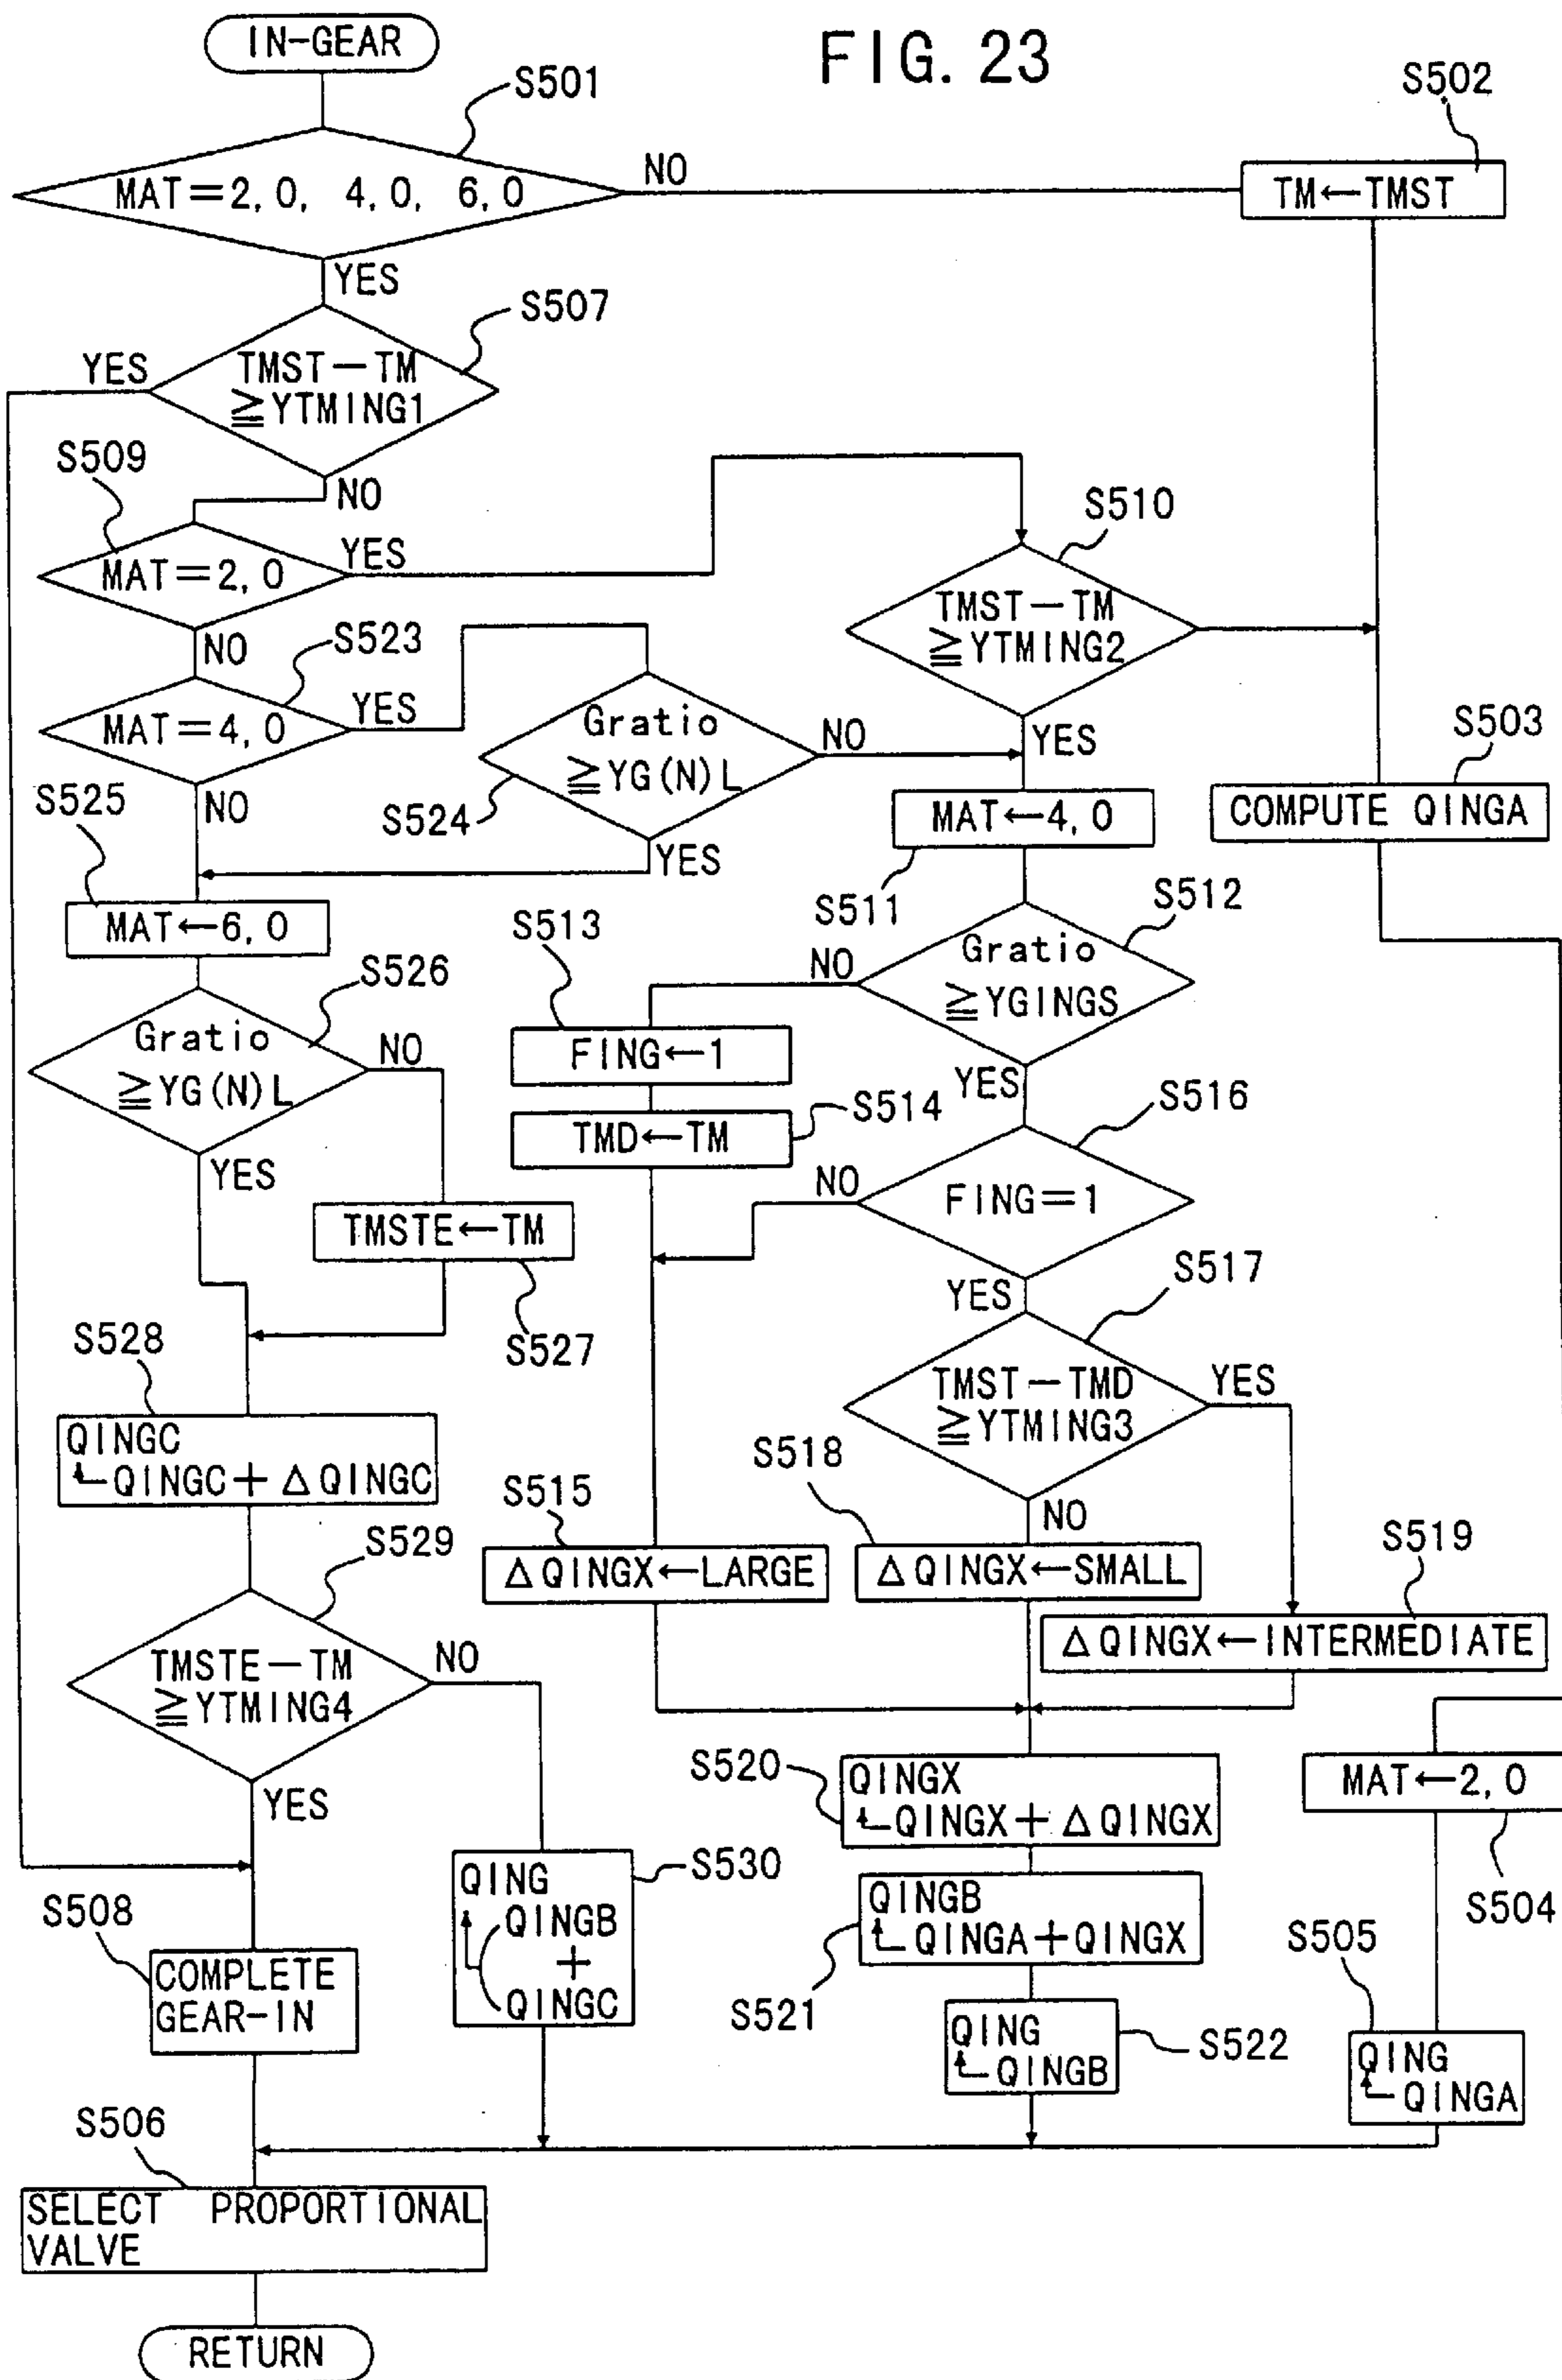 FIG. 23
IN-GEAR
S501
S502
MAT=2,0, 4,0, 6,0
NO
TM←TMST
YES
S507
YES
TMST−TM
≧YTMING1
S509
NO
S510
MAT=2,0
YES
TMST−TM
≧YTMING2
NO
S523
MAT=4,0
YES
Gratio
≧YG(N)L
NO
YES
S503
S525
NO
S524
YES
MAT←4,0
COMPUTE QINGA
MAT←6,0
S511
S512
S513
NO
Gratio
≧YGINGS
S526
Gratio
≧YG(N)L
NO
FING←1
YES
S514
TMD←TM
S516
YES
NO
FING=1
TMSTE←TM
S527
YES
S517
S528
TMST−TMD
≧YTMING3
YES
QINGC
QINGC+△QINGC
S515
S518
NO
S519
S529
△QINGX←LARGE
△QINGX←SMALL
△QINGX←INTERMEDIATE
TMSTE−TM
≧YTMING4
NO
S520
QINGX
QINGX+△QINGX
MAT←2,0
YES
S504
S530
QING
QINGB
+
QINGC
QINGB
QINGA+QINGX
S521
S508
COMPLETE
GEAR-IN
S505
QING
QINGB
S522
QING
QINGA
S506
SELECT PROPORTIONAL
VALVE
RETURN